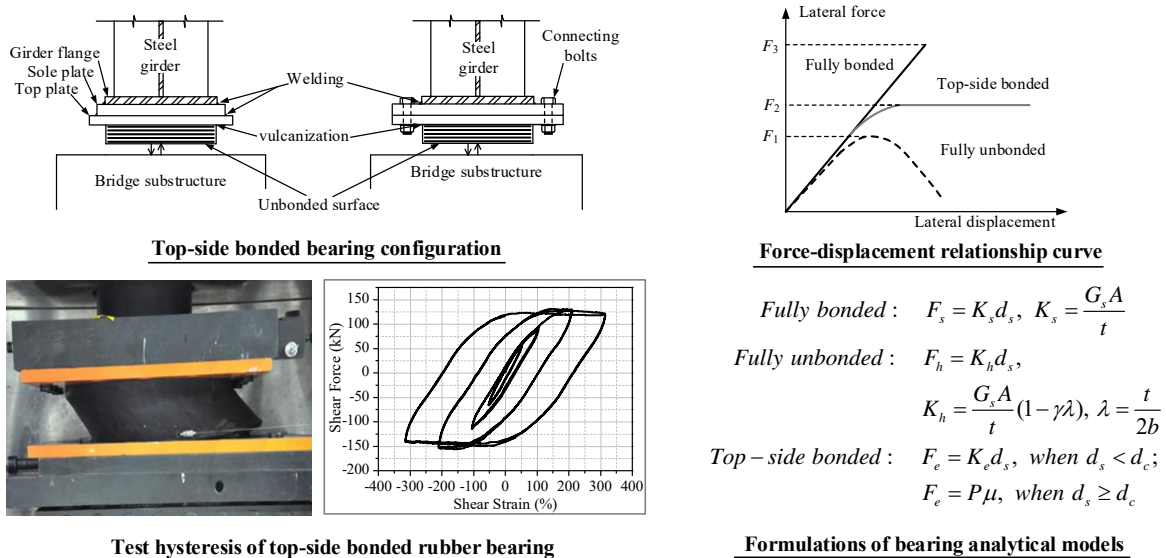 Steel
girder
Girder flange
Sole plate
Top plate
Welding
vulcanization
Bridge substructure
Unbonded surface
Steel
girder
Connecting
bolts
Bridge substructure
Top-side bonded bearing configuration
Lateral force
F3
Fully bonded
Top-side bonded
F2
F1
Fully unbonded
Lateral displacement
Force-displacement relationship curve
Shear Force (kN)
150
100
50
0
-50
-100
-150
-200
-400 -300 -200 -100 0 100 200 300 400
Shear Strain (%)
Test hysteresis of top-side bonded rubber bearing
Fully bonded : F_s = K_s d_s, K_s = G_s A / t
Fully unbonded : F_h = K_h d_s,
K_h = G_s A / t (1 − γλ), λ = t / 2b
Top − side bonded : F_e = K_e d_s, when d_s < d_c;
F_e = Pμ, when d_s ≥ d_c
Formulations of bearing analytical models